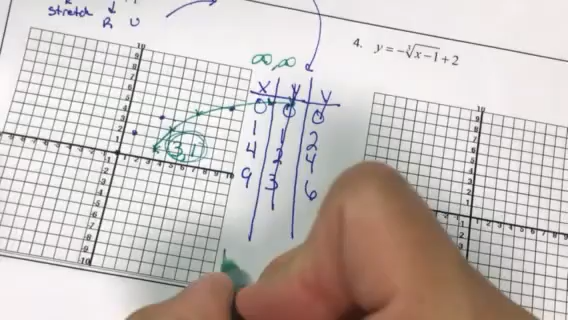 stretch ↓
R U
4. y = -∛(x-1) + 2
∞, ∞
X Y Y
0 0 0
1 1 2
4 2 4
9 3 6
(3,1)